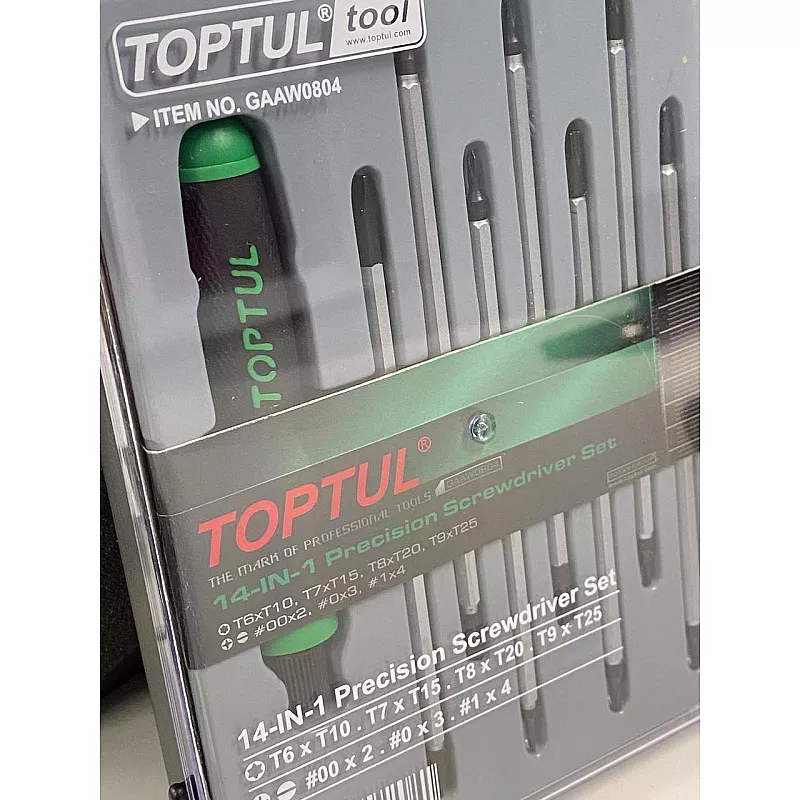 TOPTUL® tool
www.toptul.com
▶ ITEM NO. GAAW0804
TOPTUL
TOPTUL®
THE MARK OF PROFESSIONAL TOOLS GAAW0804
14-IN-1 Precision Screwdriver Set
T6xT10, T7xT15, T8xT20, T9xT25
#00x2, #0x3, #1x4
14-IN-1 Precision Screwdriver Set
T6 x T10 . T7 x T15 . T8 x T20 . T9 x T25
#00 x 2 . #0 x 3 . #1 x 4